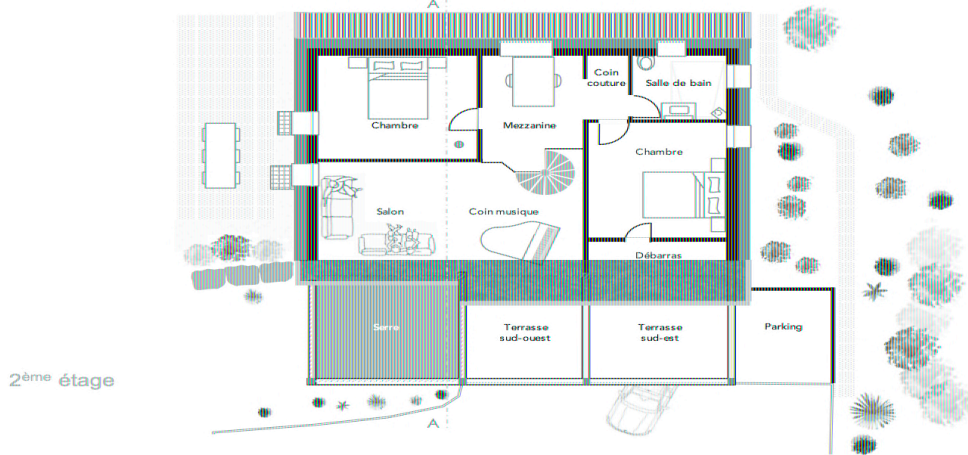 A
Coin
couture
Salle de bain
Chambre
Mezzanine
Chambre
Salon
Coin musique
Débarras
Serre
Terrasse
sud-ouest
Terrasse
sud-est
Parking
2ème étage
A